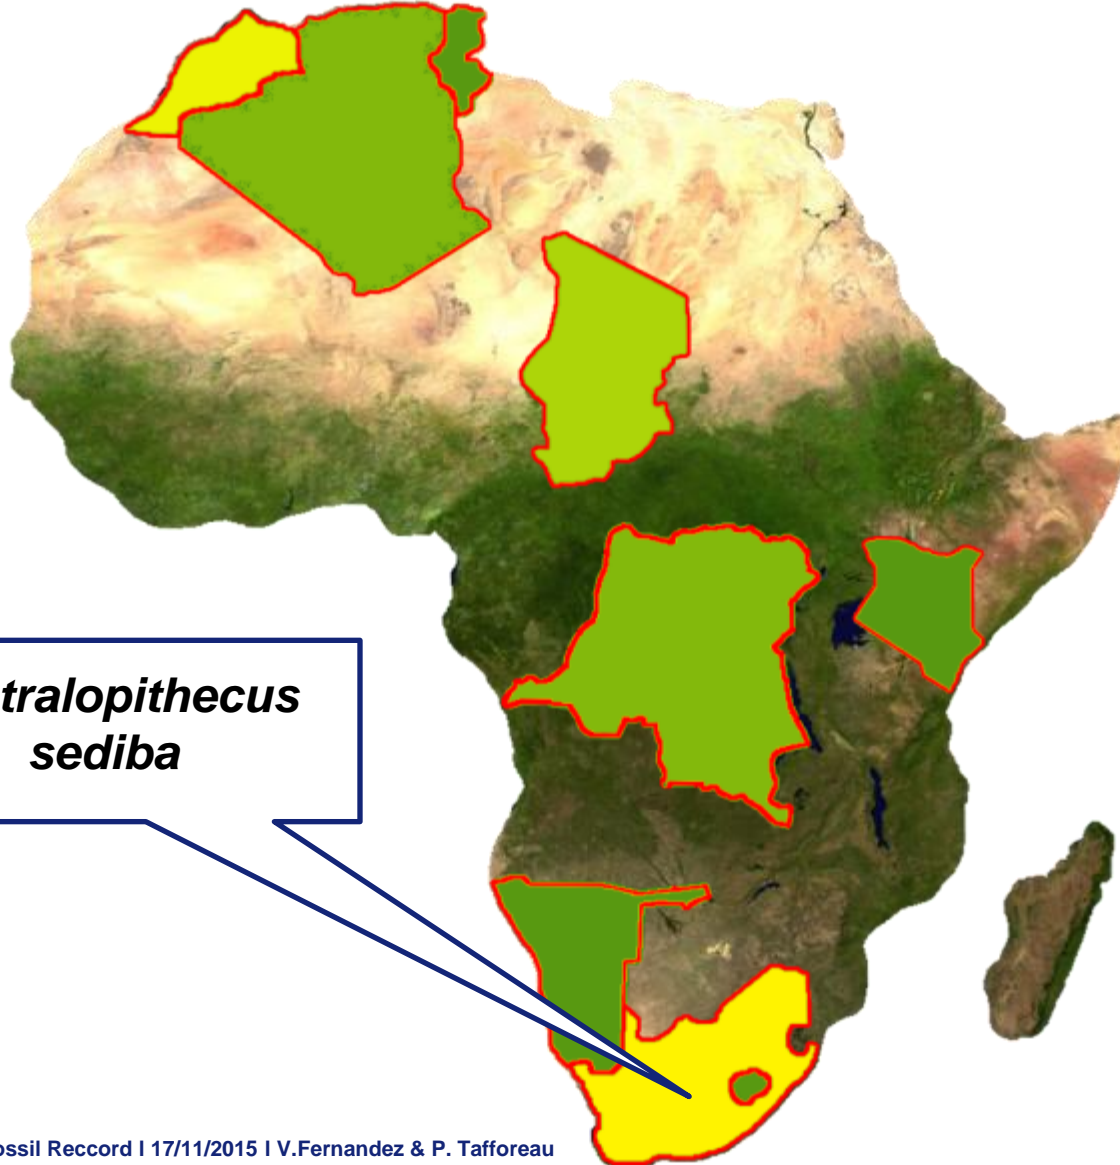 tralopithecus
sediba
ossil Reccord I 17/11/2015 I V.Fernandez & P. Tafforeau